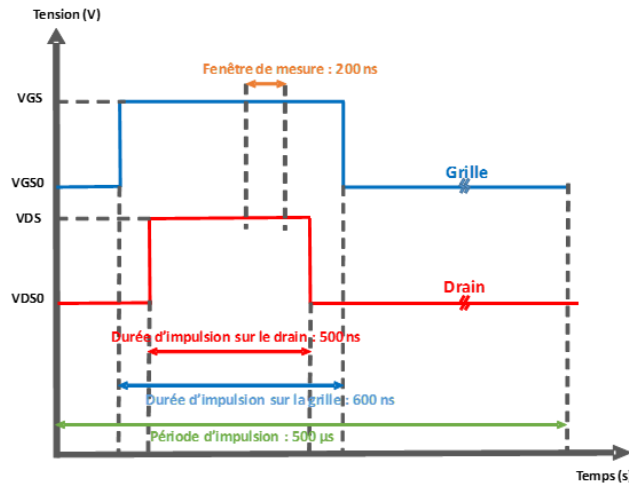 Tension (V)
Fenêtre de mesure : 200 ns
VGS
Grille
VGS0
VDS
Drain
VDS0
Durée d'impulsion sur le drain : 500 ns
Durée d'impulsion sur la grille : 600 ns
Période d'impulsion : 500 µs
Temps (s)